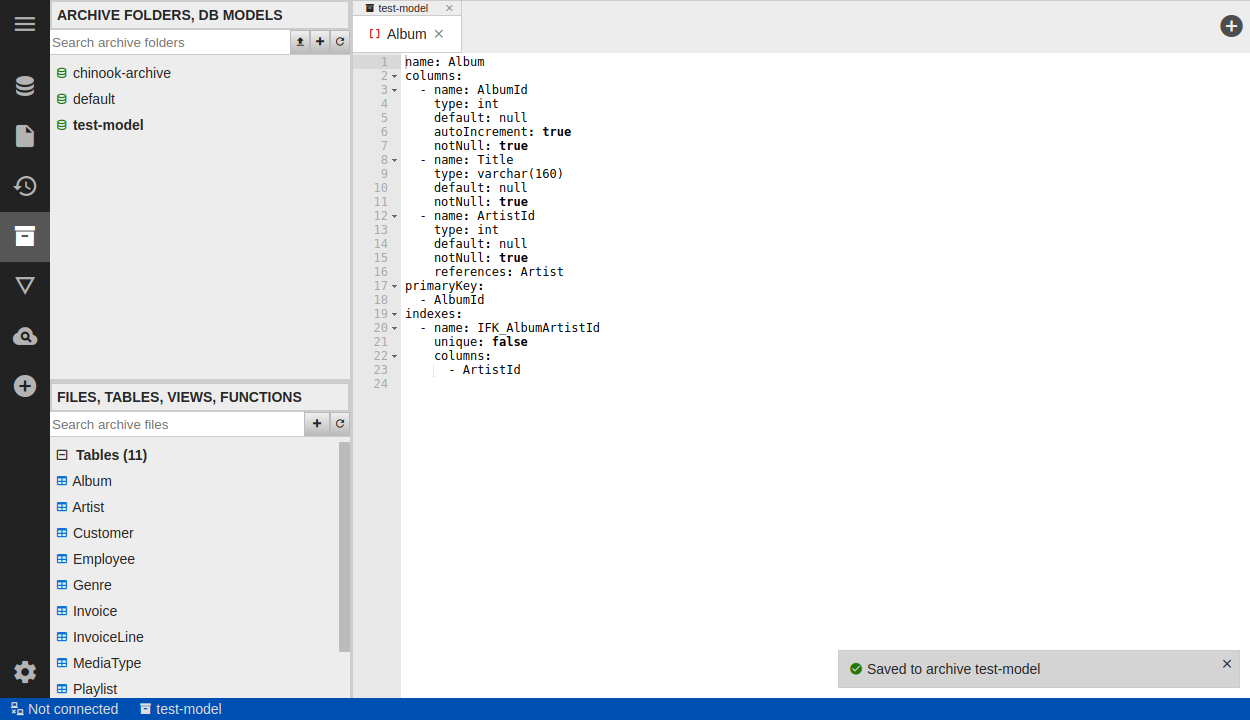 ARCHIVE FOLDERS, DB MODELS
Search archive folders
chinook-archive
default
test-model
FILES, TABLES, VIEWS, FUNCTIONS
Search archive files
Tables (11)
Album
Artist
Customer
Employee
Genre
Invoice
InvoiceLine
MediaType
Playlist
test-model
Album
1 name: Album
2 columns:
3 - name: AlbumId
4 type: int
5 default: null
6 autoIncrement: true
7 notNull: true
8 - name: Title
9 type: varchar(160)
10 default: null
11 notNull: true
12 - name: ArtistId
13 type: int
14 default: null
15 notNull: true
16 references: Artist
17 primaryKey:
18 - AlbumId
19 indexes:
20 - name: IFK_AlbumArtistId
21 unique: false
22 columns:
23 - ArtistId
24
Saved to archive test-model
Not connected
test-model